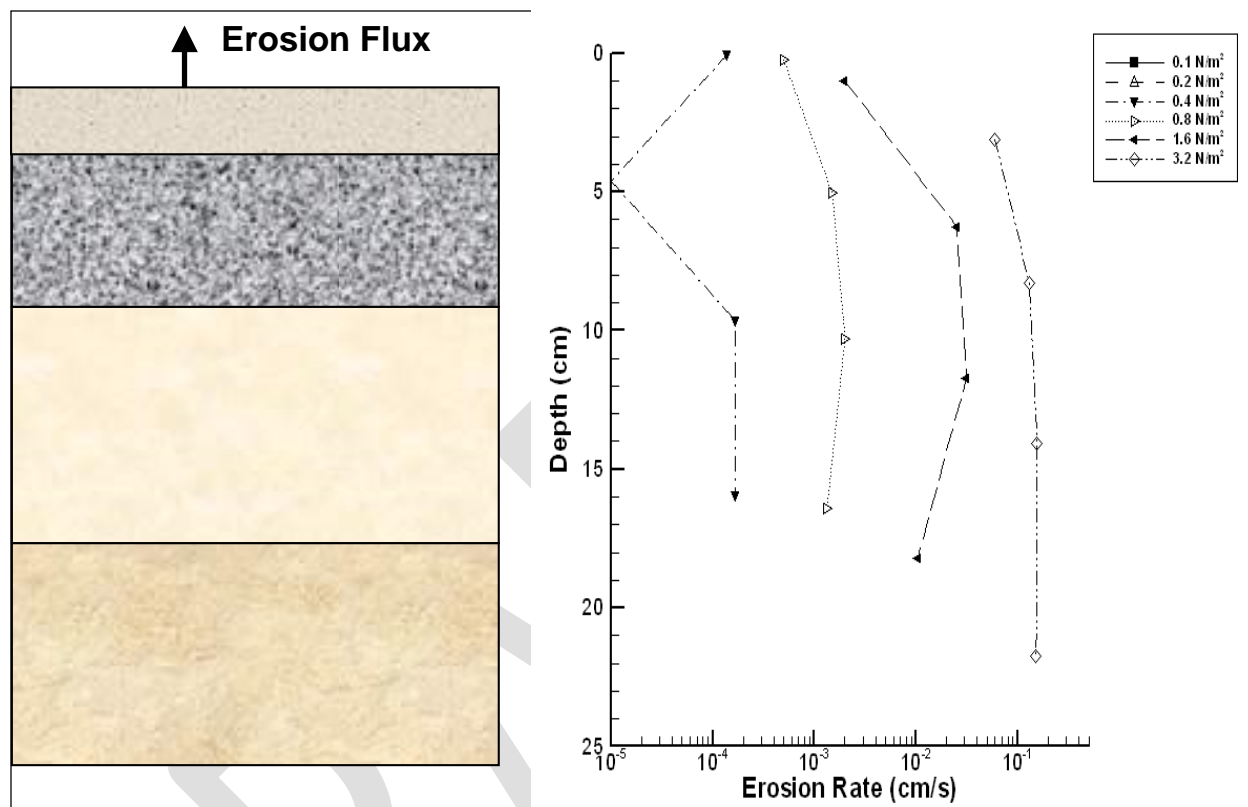 Erosion Flux
0
5
10
15
20
25
Depth (cm)
10⁻⁵ 10⁻⁴ 10⁻³ 10⁻² 10⁻¹
Erosion Rate (cm/s)
0.1 N/m²
0.2 N/m²
0.4 N/m²
0.8 N/m²
1.6 N/m²
3.2 N/m²